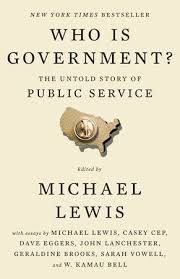 NEW YORK TIMES BESTSELLER
WHO IS
GOVERNMENT?
THE UNTOLD STORY OF
PUBLIC SERVICE
Edited by
MICHAEL
LEWIS
with essays by MICHAEL LEWIS, CASEY CEP,
DAVE EGGERS, JOHN LANCHESTER,
GERALDINE BROOKS, SARAH VOWELL,
and W. KAMAU BELL